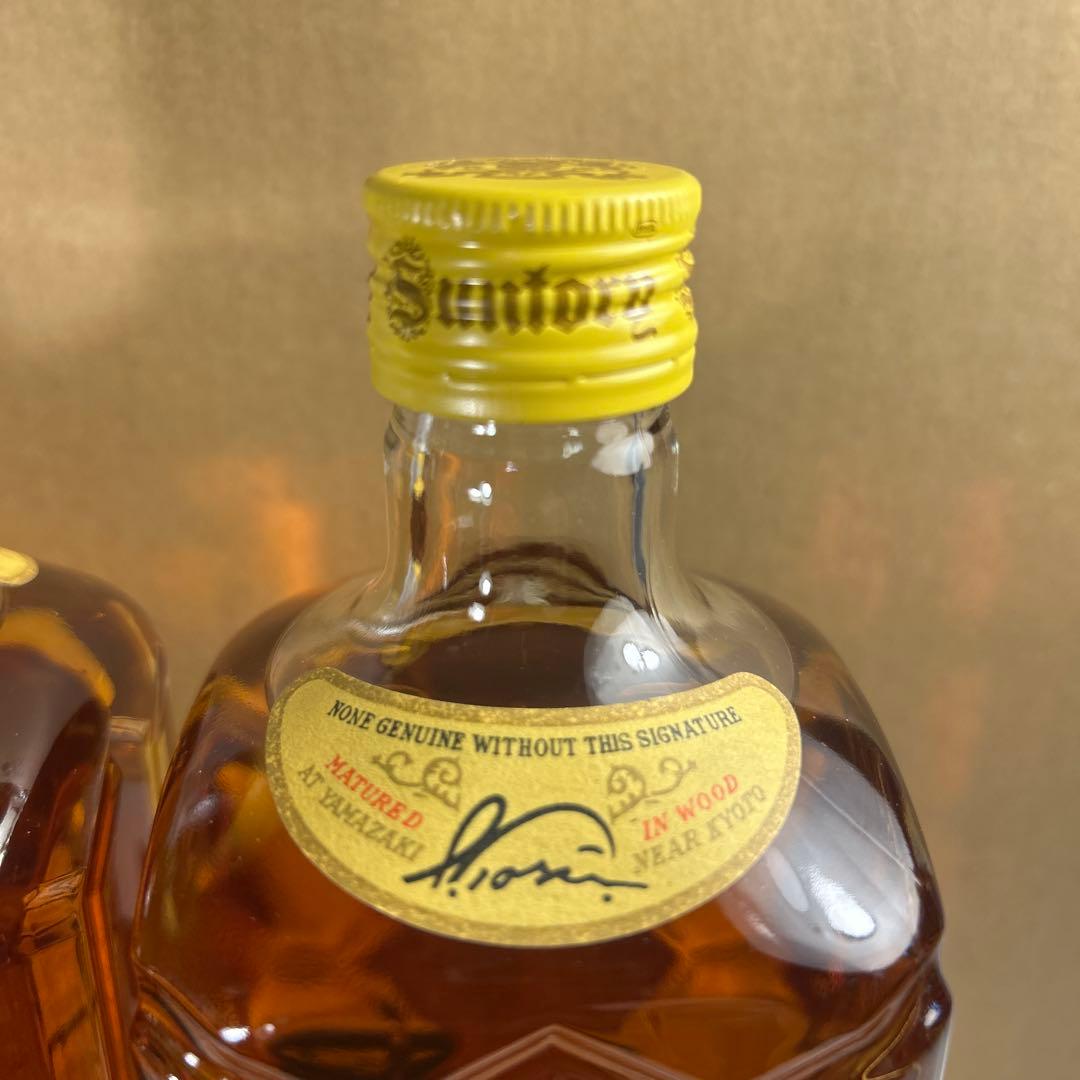 Suntory
NONE GENUINE WITHOUT THIS SIGNATURE
MATURED IN WOOD
AT YAMAZAKI NEAR KYOTO